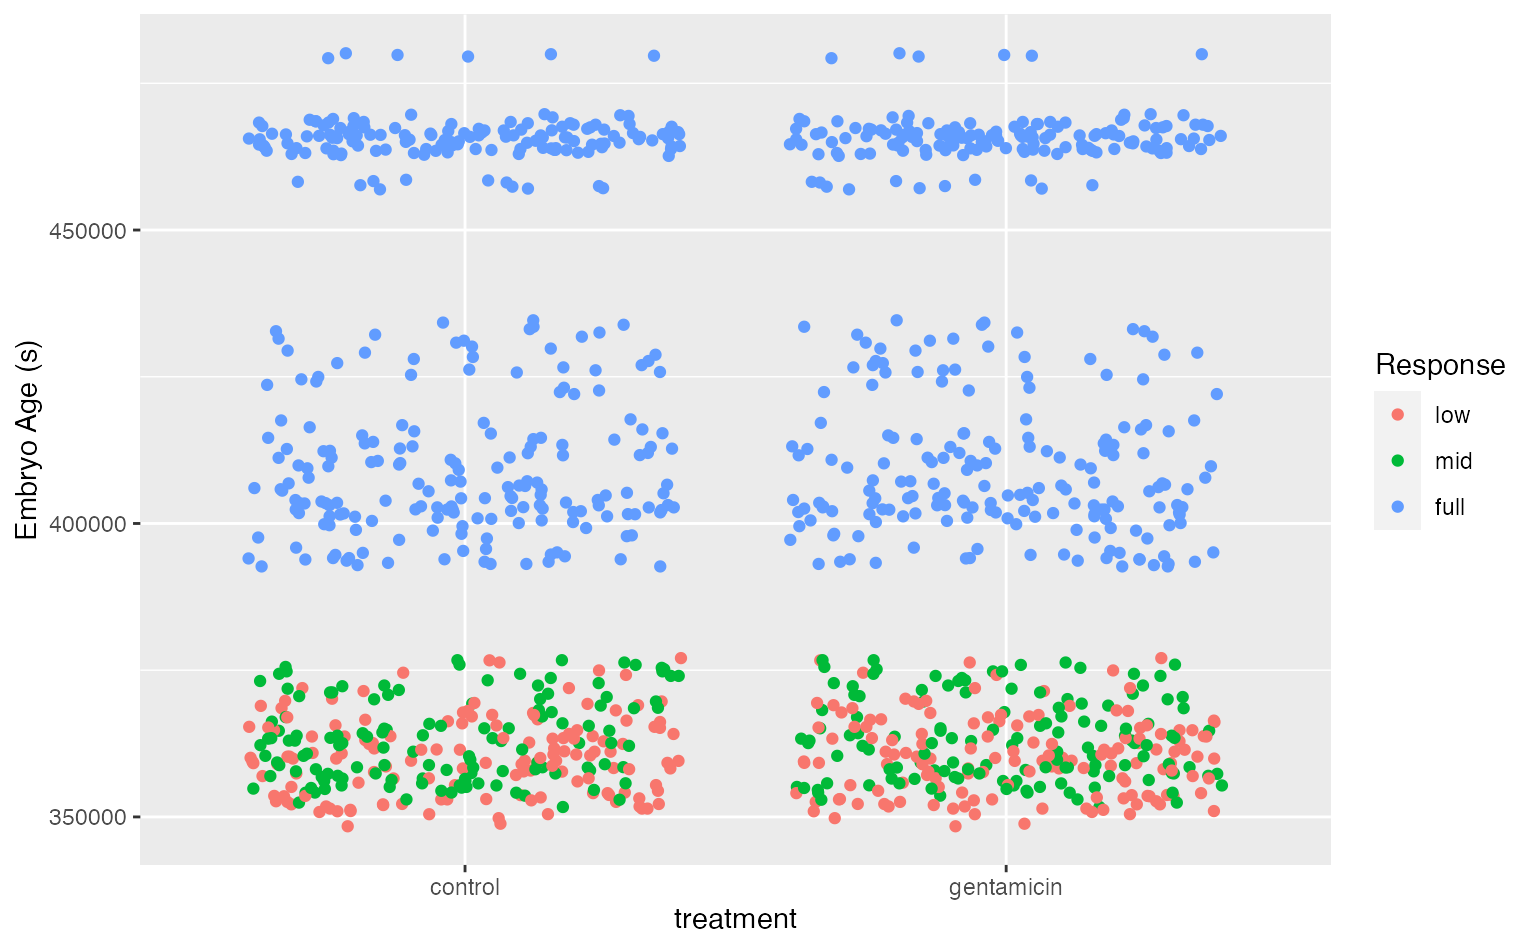 Embryo Age (s)
450000
400000
350000
control
gentamicin
treatment
Response
low
mid
full